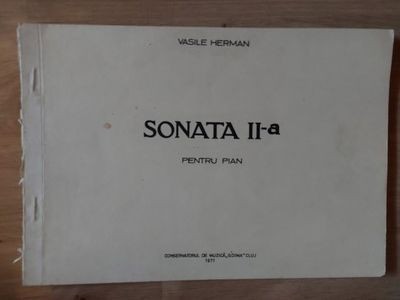 VASILE HERMAN
SONATA II-a
PENTRU PIAN
CONSERVATORUL DE MUZICĂ „G. DIMA” CLUJ
1971